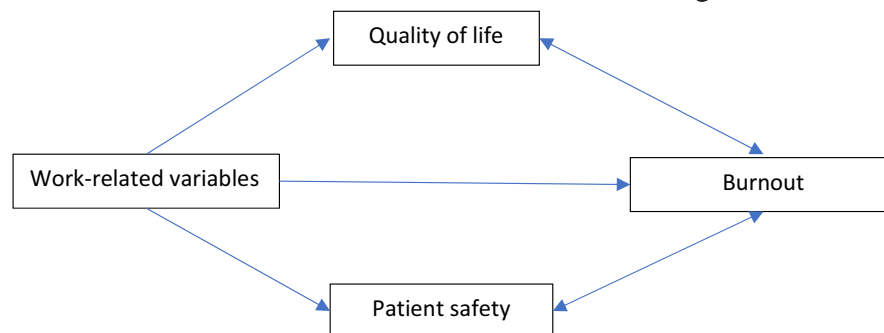 Quality of life
Work-related variables
Burnout
Patient safety